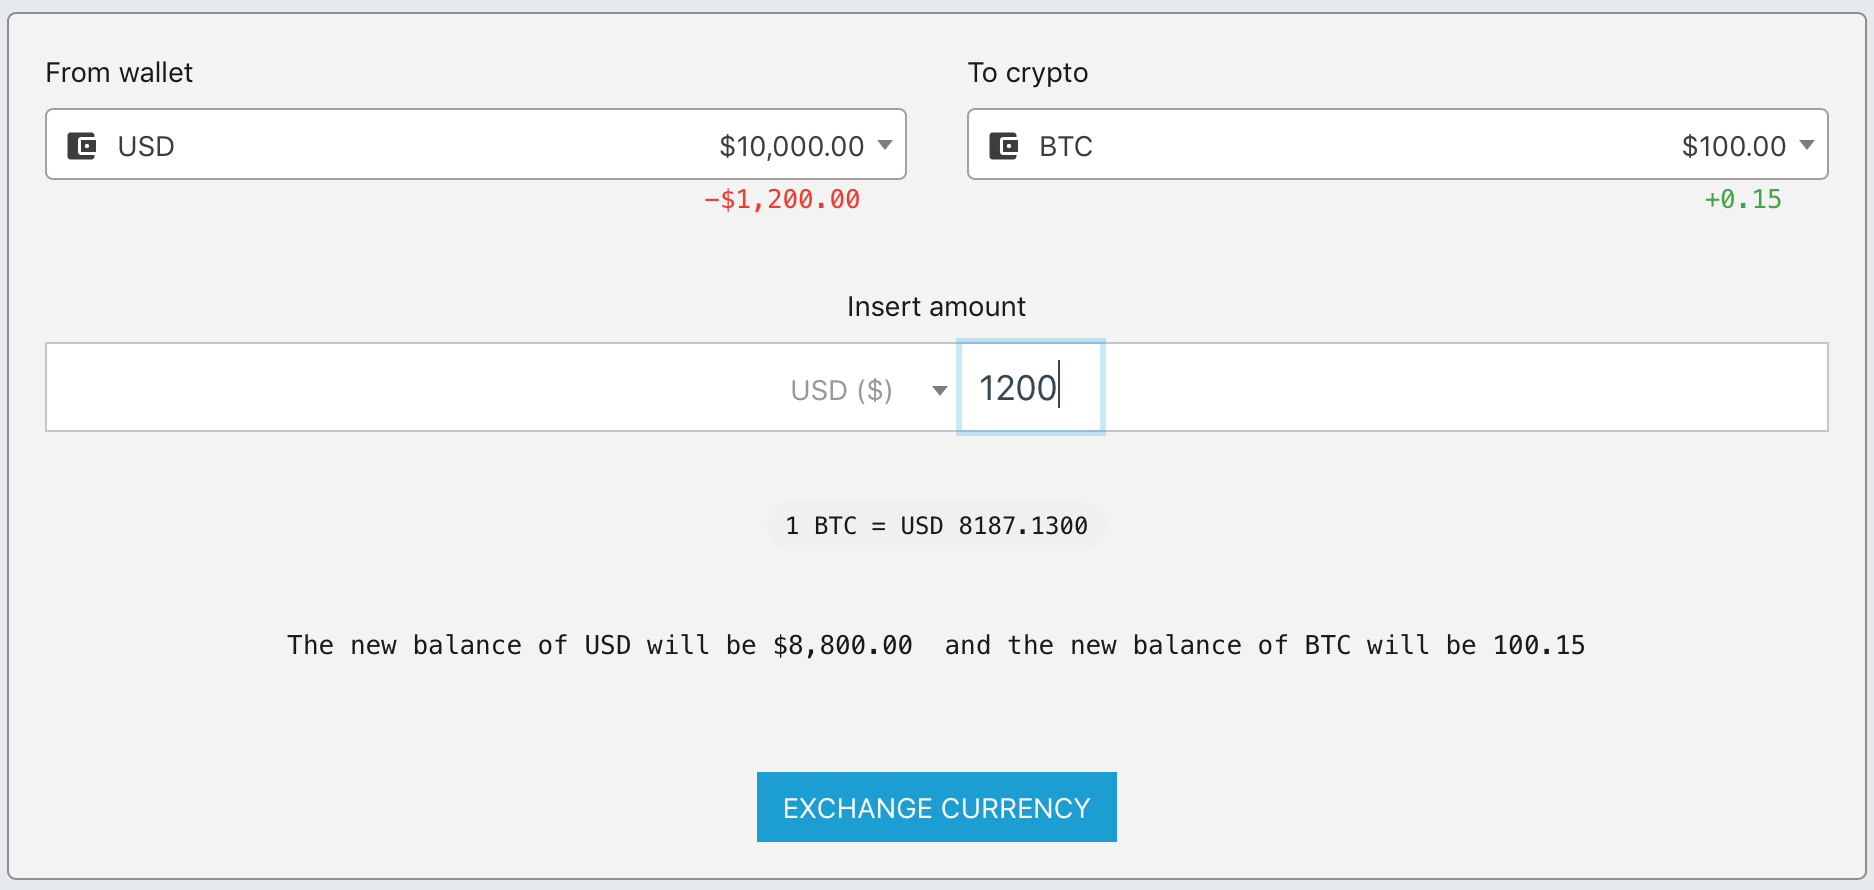 From wallet
To crypto
USD $10,000.00
BTC $100.00
−$1,200.00
+0.15
Insert amount
USD ($) 1200
1 BTC = USD 8187.1300
The new balance of USD will be $8,800.00 and the new balance of BTC will be 100.15
EXCHANGE CURRENCY